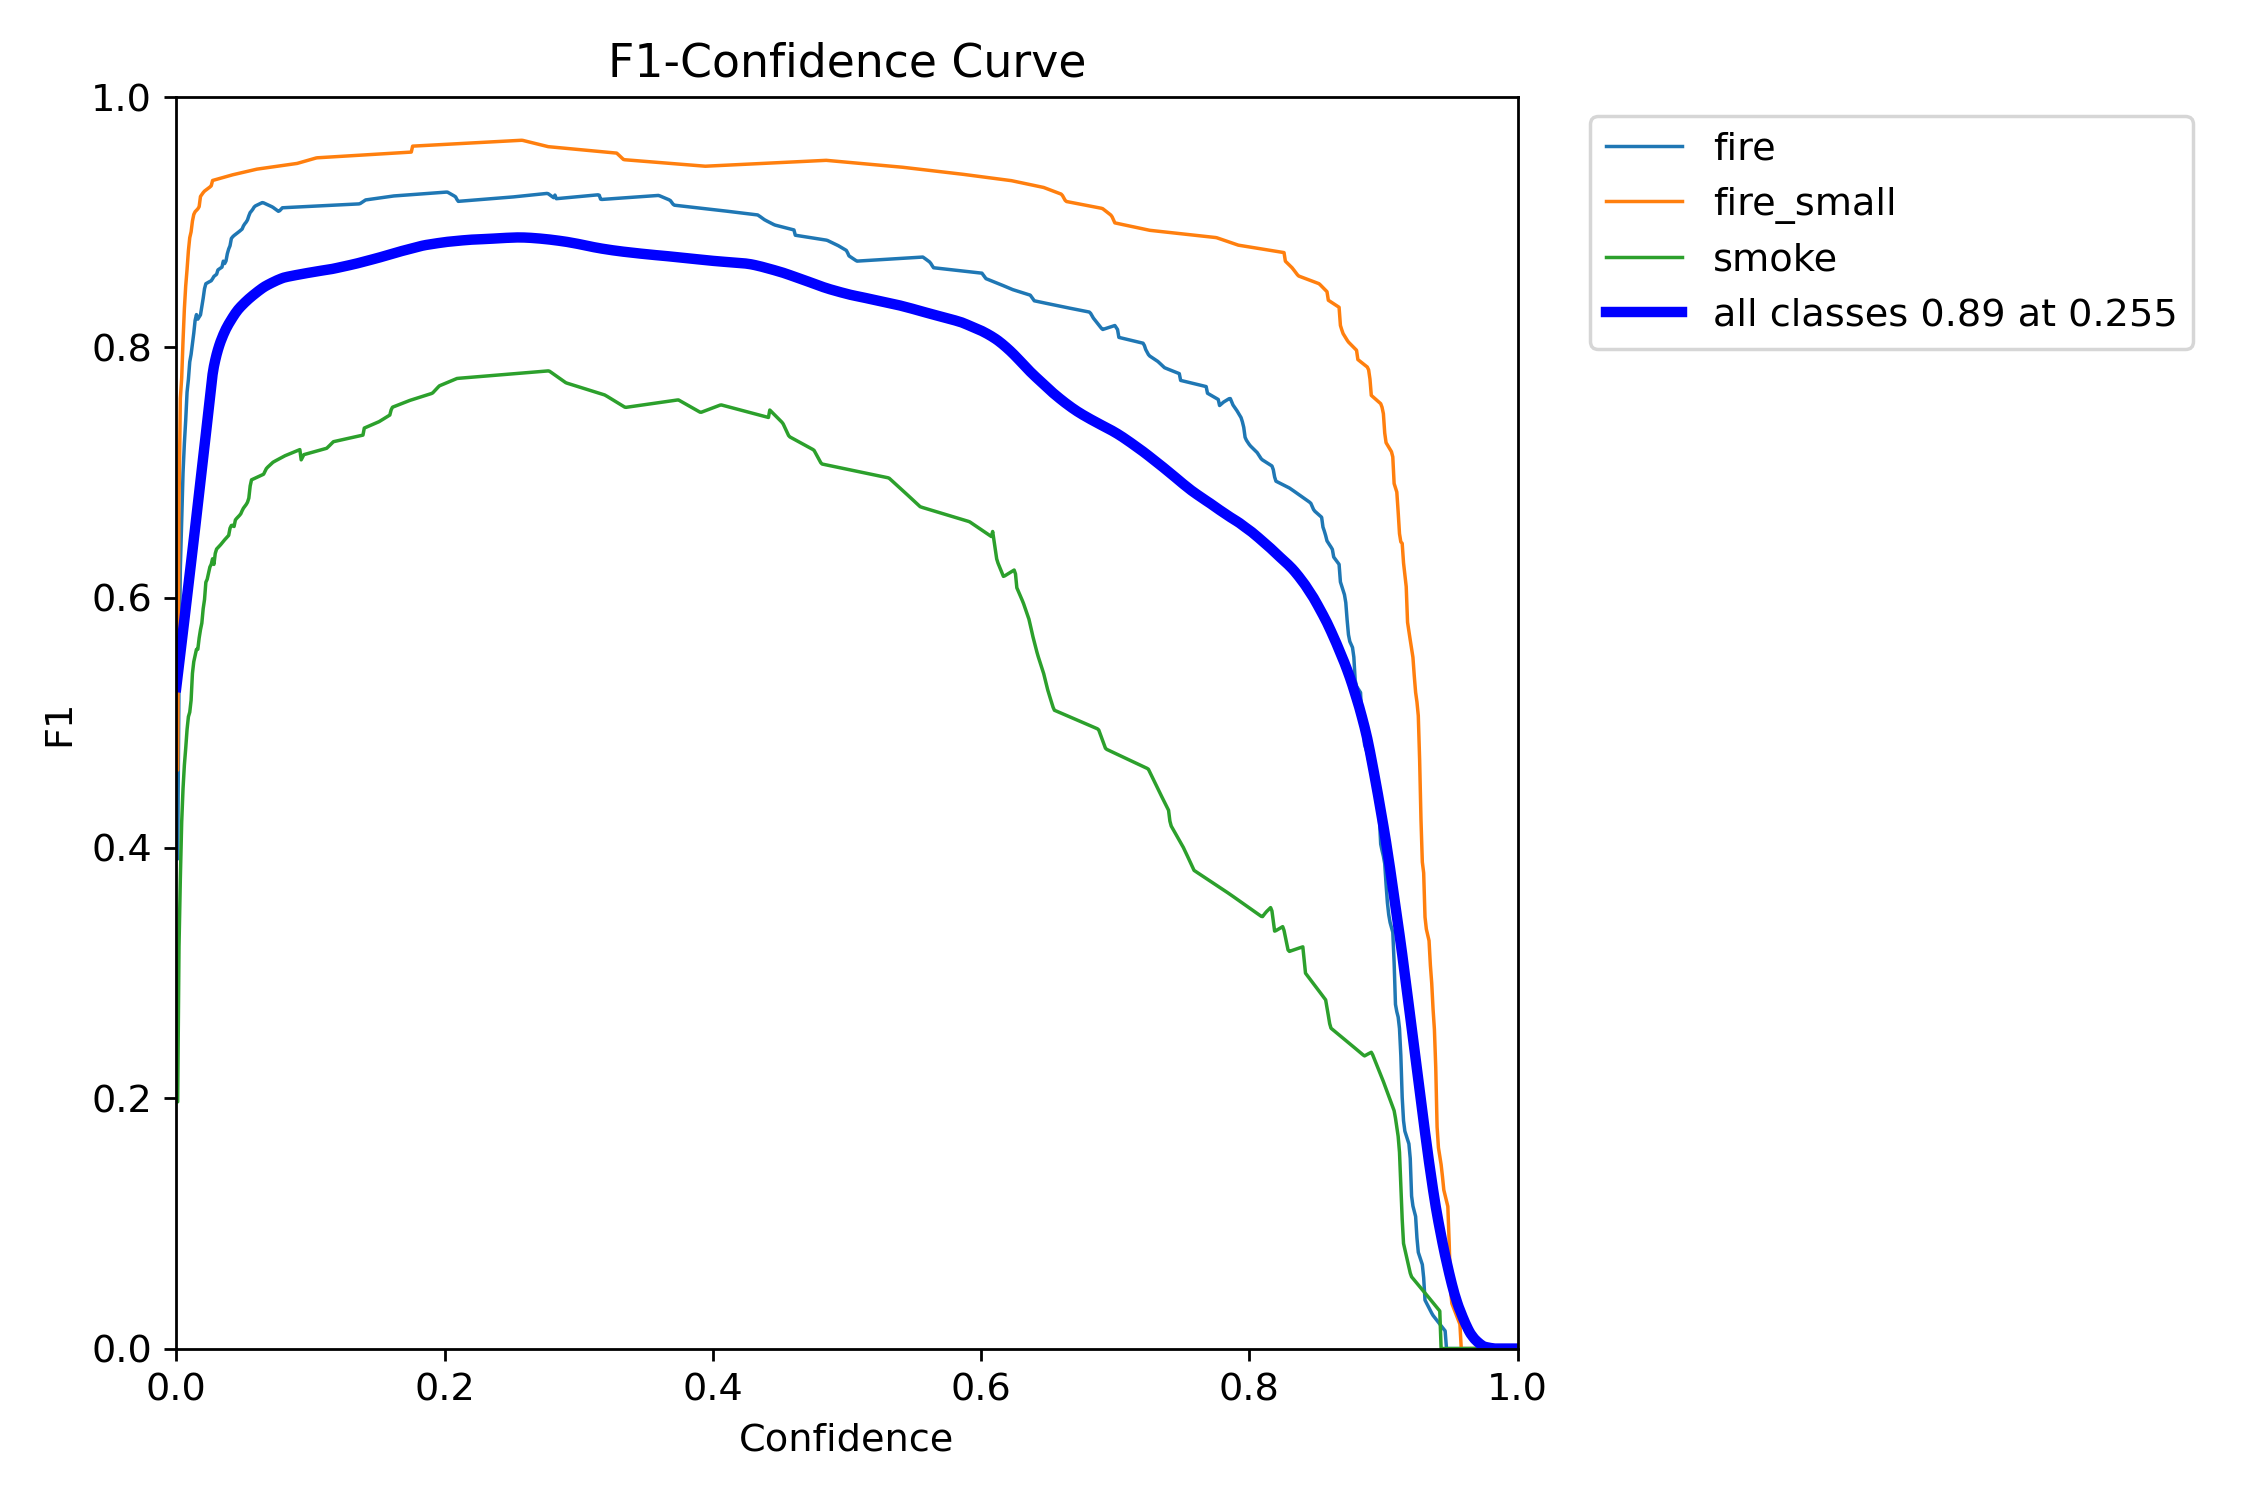 F1-Confidence Curve
1.0
0.8
0.6
0.4
0.2
0.0
F1
0.0 0.2 0.4 0.6 0.8 1.0
Confidence
fire
fire_small
smoke
all classes 0.89 at 0.255